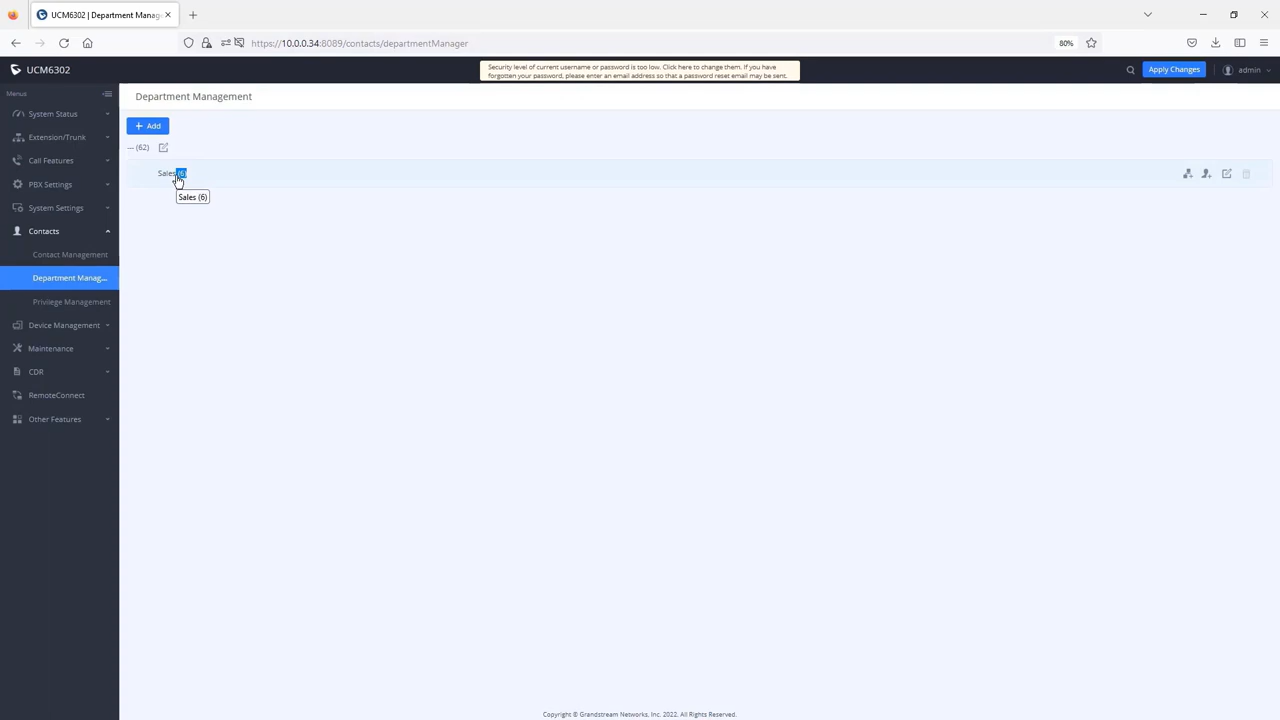 UCM6302 | Department Manag
https://10.0.0.34:8089/contacts/departmentManager
80%
UCM6302
Security level of current username or password is too low. Click here to change them. If you have
forgotten your password, please enter an email address so that a password reset email may be sent.
Apply Changes
admin
Menus
Department Management
System Status
Add
Extension/Trunk
--- (62)
Call Features
Sales (6)
PBX Settings
Sales (6)
System Settings
Contacts
Contact Management
Department Manag...
Privilege Management
Device Management
Maintenance
CDR
RemoteConnect
Other Features
Copyright © Grandstream Networks, Inc. 2022. All Rights Reserved.